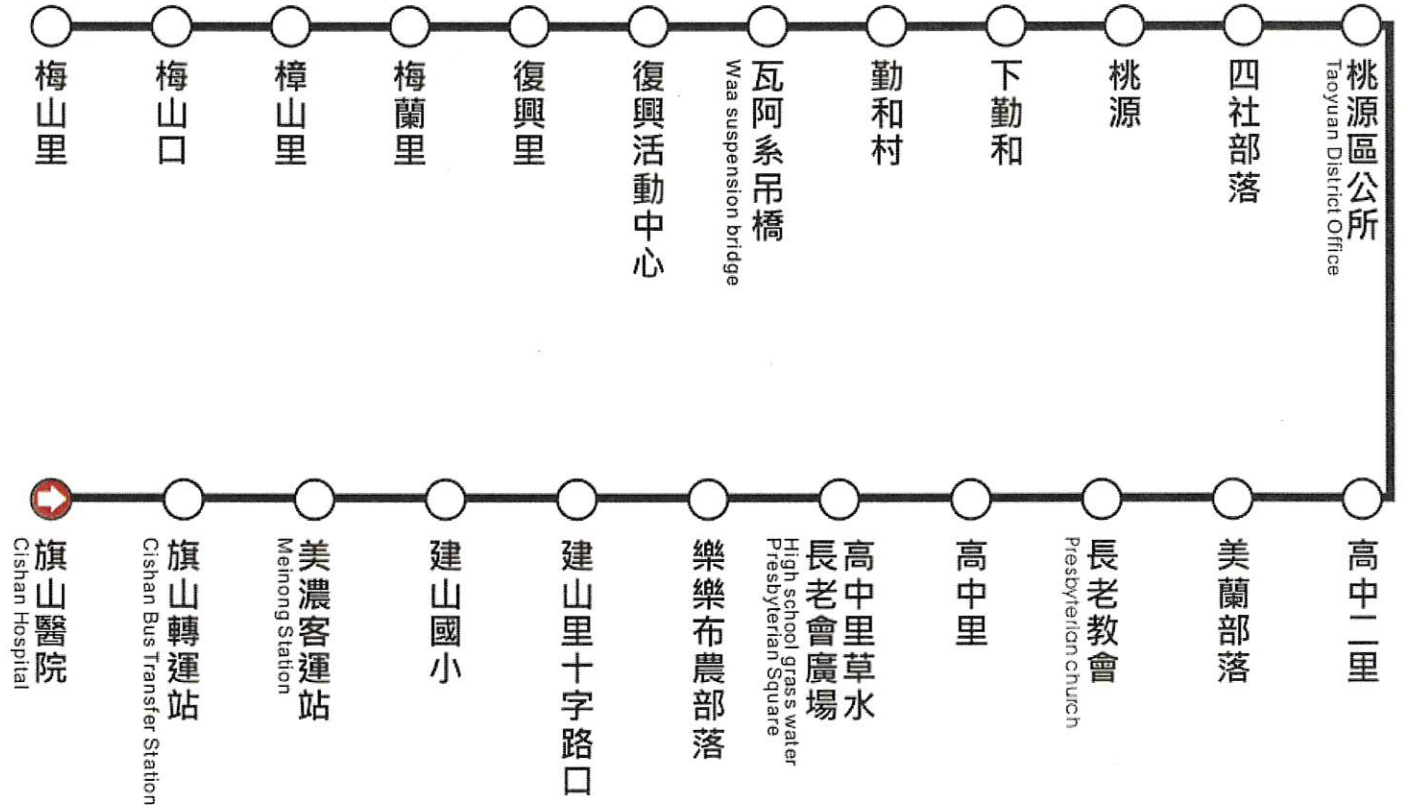 梅山里
梅山口
樟山里
梅蘭里
復興里
復興活動中心
瓦阿系吊橋
Waa suspension bridge
勤和村
下勤和
桃源
四社部落
桃源區公所
Taoyuan District Office
旗山醫院
Cishan Hospital
旗山轉運站
Cishan Bus Transfer Station
美濃客運站
Meinong Station
建山國小
建山里十字路口
樂樂布農部落
高中里草水
長老會廣場
High school grass water
Presbyterian Square
高中里
長老教會
Presbyterian church
美蘭部落
高中二里